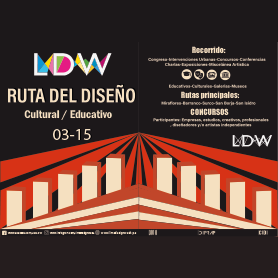 LDW
RUTA DEL DISEÑO
Cultural / Educativo
03-15
Recorrido:
Congreso-Intervenciones Urbanas-Concursos Conferencias
Charlas-Exposiciones-Miscelánea Artística
Educativos-Culturales-Galerías-Museos
Rutas principales:
Miraflores-Barranco-Surco-San Borja-San Isidro
CONCURSOS
Participantes: Empresas, estudios, creativos, profesionales
diseñadores y/o artistas independientes
LDW